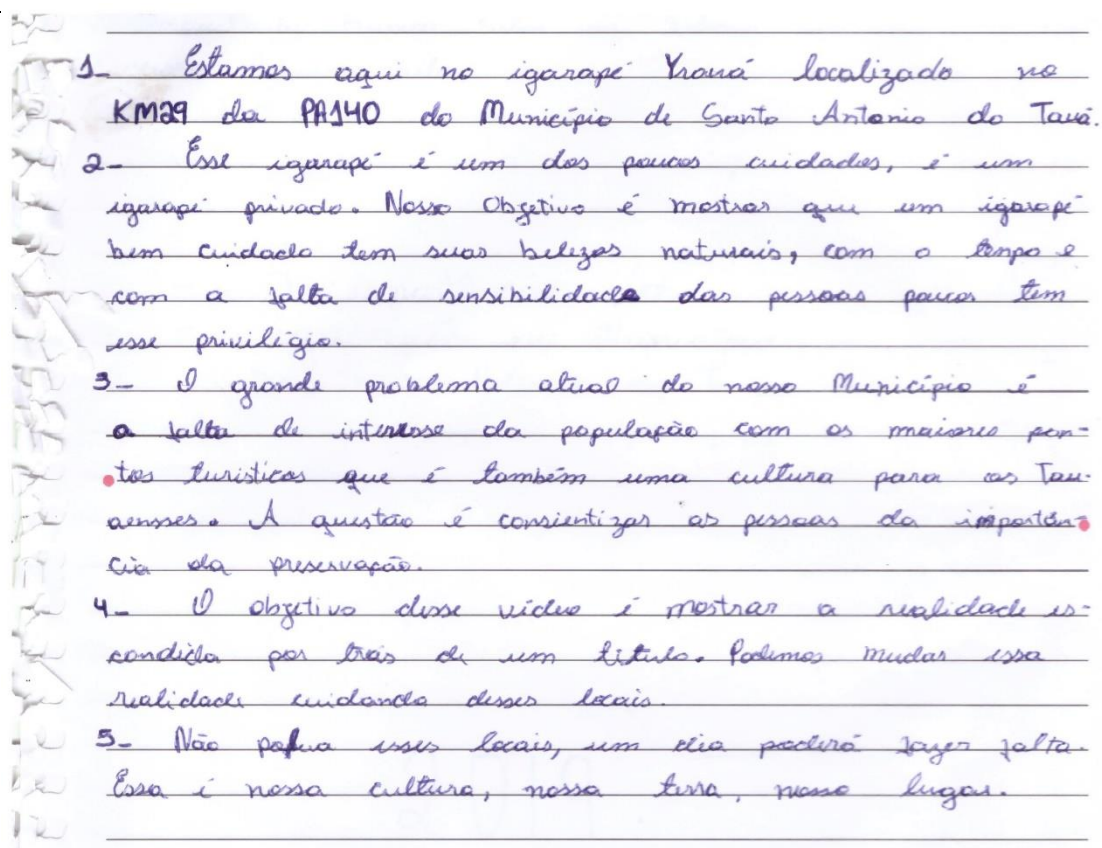 1- Estamos aqui no igarapé Yrauá localizado no
KM29 da PA140 do Município de Santo Antonio do Tauá.
2- Esse igarapé é um dos poucos cuidados, é um
igarapé privado. Nosso Objetivo é mostrar que um igarapé
bem cuidado tem suas belezas naturais, com o tenpo e
com a falta de sensibilidade das pessoas poucos tem
esse priviligio.
3- O grande problema atual do nosso Município é
a falta de interesse da população com os maiores pon-
tos turisticos que é também uma cultura para os Tau-
aenses. A questão é consientizar as pessoas da importân-
cia da preservação.
4- O objetivo desse video é mostrar a realidade es-
condida por trás de um titulo. Podemos mudar essa
realidade cuidando desses locais.
5- Não polua esses locais, um dia poderá fazer falta.
Essa é nossa cultura, nossa terra, nosso lugar.